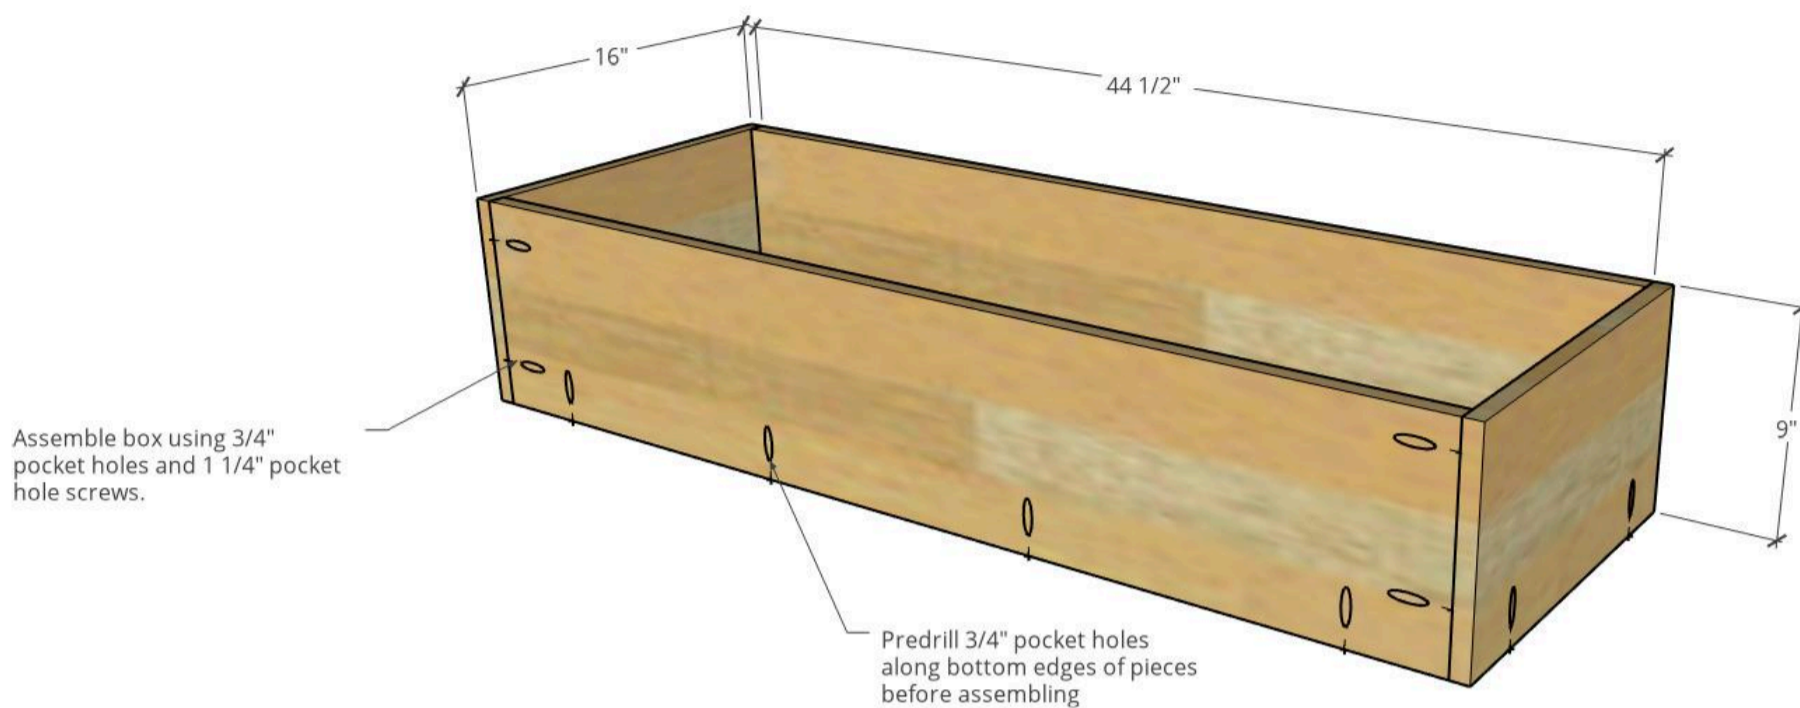 16"
44 1/2"
9"
Assemble box using 3/4"
pocket holes and 1 1/4" pocket
hole screws.
Predrill 3/4" pocket holes
along bottom edges of pieces
before assembling